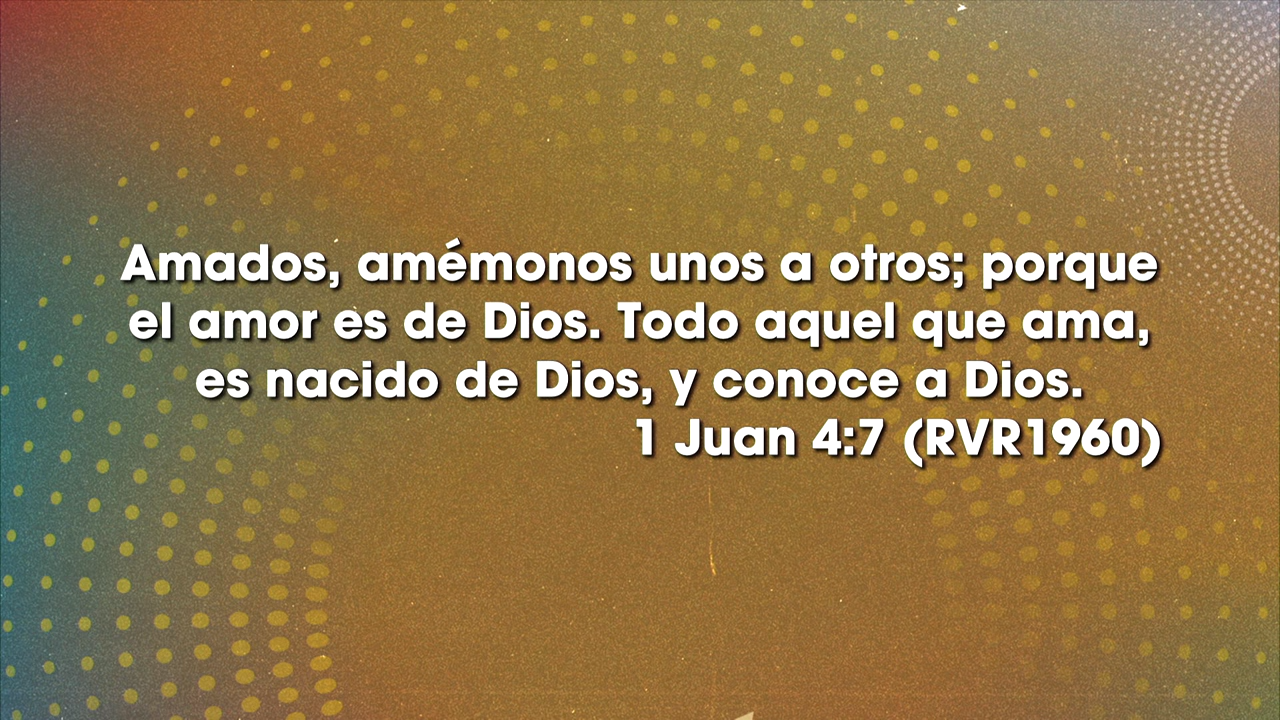 Amados, amémonos unos a otros; porque
el amor es de Dios. Todo aquel que ama,
es nacido de Dios, y conoce a Dios.
1 Juan 4:7 (RVR1960)